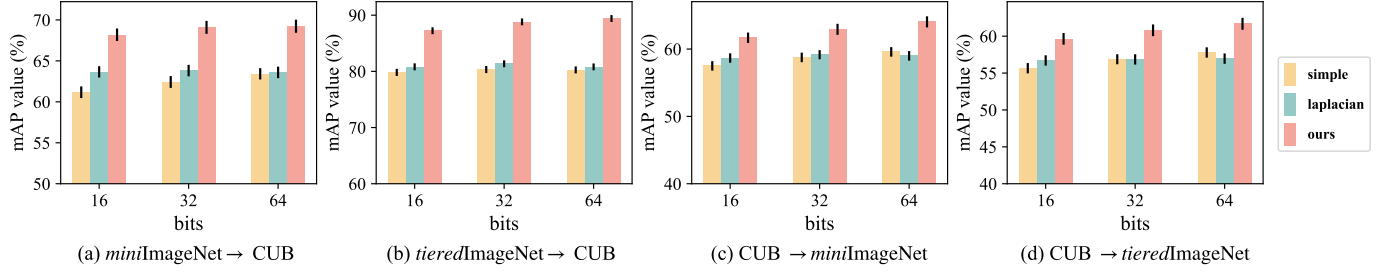 mAP value (%)
70
65
60
55
50
16
32
64
bits
(a) miniImageNet → CUB
mAP value (%)
90
80
70
60
16
32
64
bits
(b) tieredImageNet → CUB
mAP value (%)
60
50
40
16
32
64
bits
(c) CUB → miniImageNet
mAP value (%)
60
55
50
45
40
16
32
64
bits
(d) CUB → tieredImageNet
simple
laplacian
ours